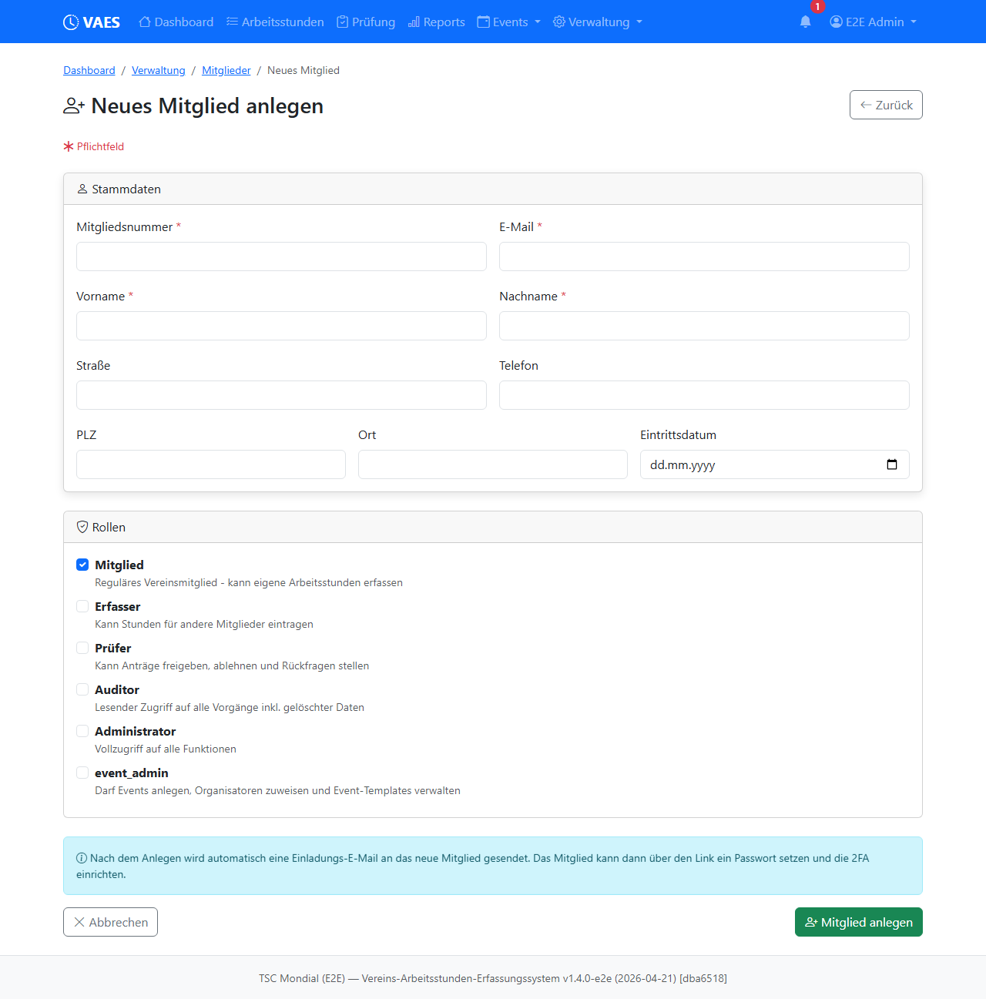 VAES Dashboard Arbeitsstunden Prüfung Reports Events Verwaltung 1 E2E Admin
Dashboard / Verwaltung / Mitglieder / Neues Mitglied
Neues Mitglied anlegen
Zurück
Pflichtfeld
Stammdaten
Mitgliedsnummer * E-Mail *
Vorname * Nachname *
Straße Telefon
PLZ Ort Eintrittsdatum
dd.mm.yyyy
Rollen
Mitglied
Reguläres Vereinsmitglied - kann eigene Arbeitsstunden erfassen
Erfasser
Kann Stunden für andere Mitglieder eintragen
Prüfer
Kann Anträge freigeben, ablehnen und Rückfragen stellen
Auditor
Lesender Zugriff auf alle Vorgänge inkl. gelöschter Daten
Administrator
Vollzugriff auf alle Funktionen
event_admin
Darf Events anlegen, Organisatoren zuweisen und Event-Templates verwalten
Nach dem Anlegen wird automatisch eine Einladungs-E-Mail an das neue Mitglied gesendet. Das Mitglied kann dann über den Link ein Passwort setzen und die 2FA
einrichten.
Abbrechen Mitglied anlegen
TSC Mondial (E2E) — Vereins-Arbeitsstunden-Erfassungssystem v1.4.0-e2e (2026-04-21) [dba6518]